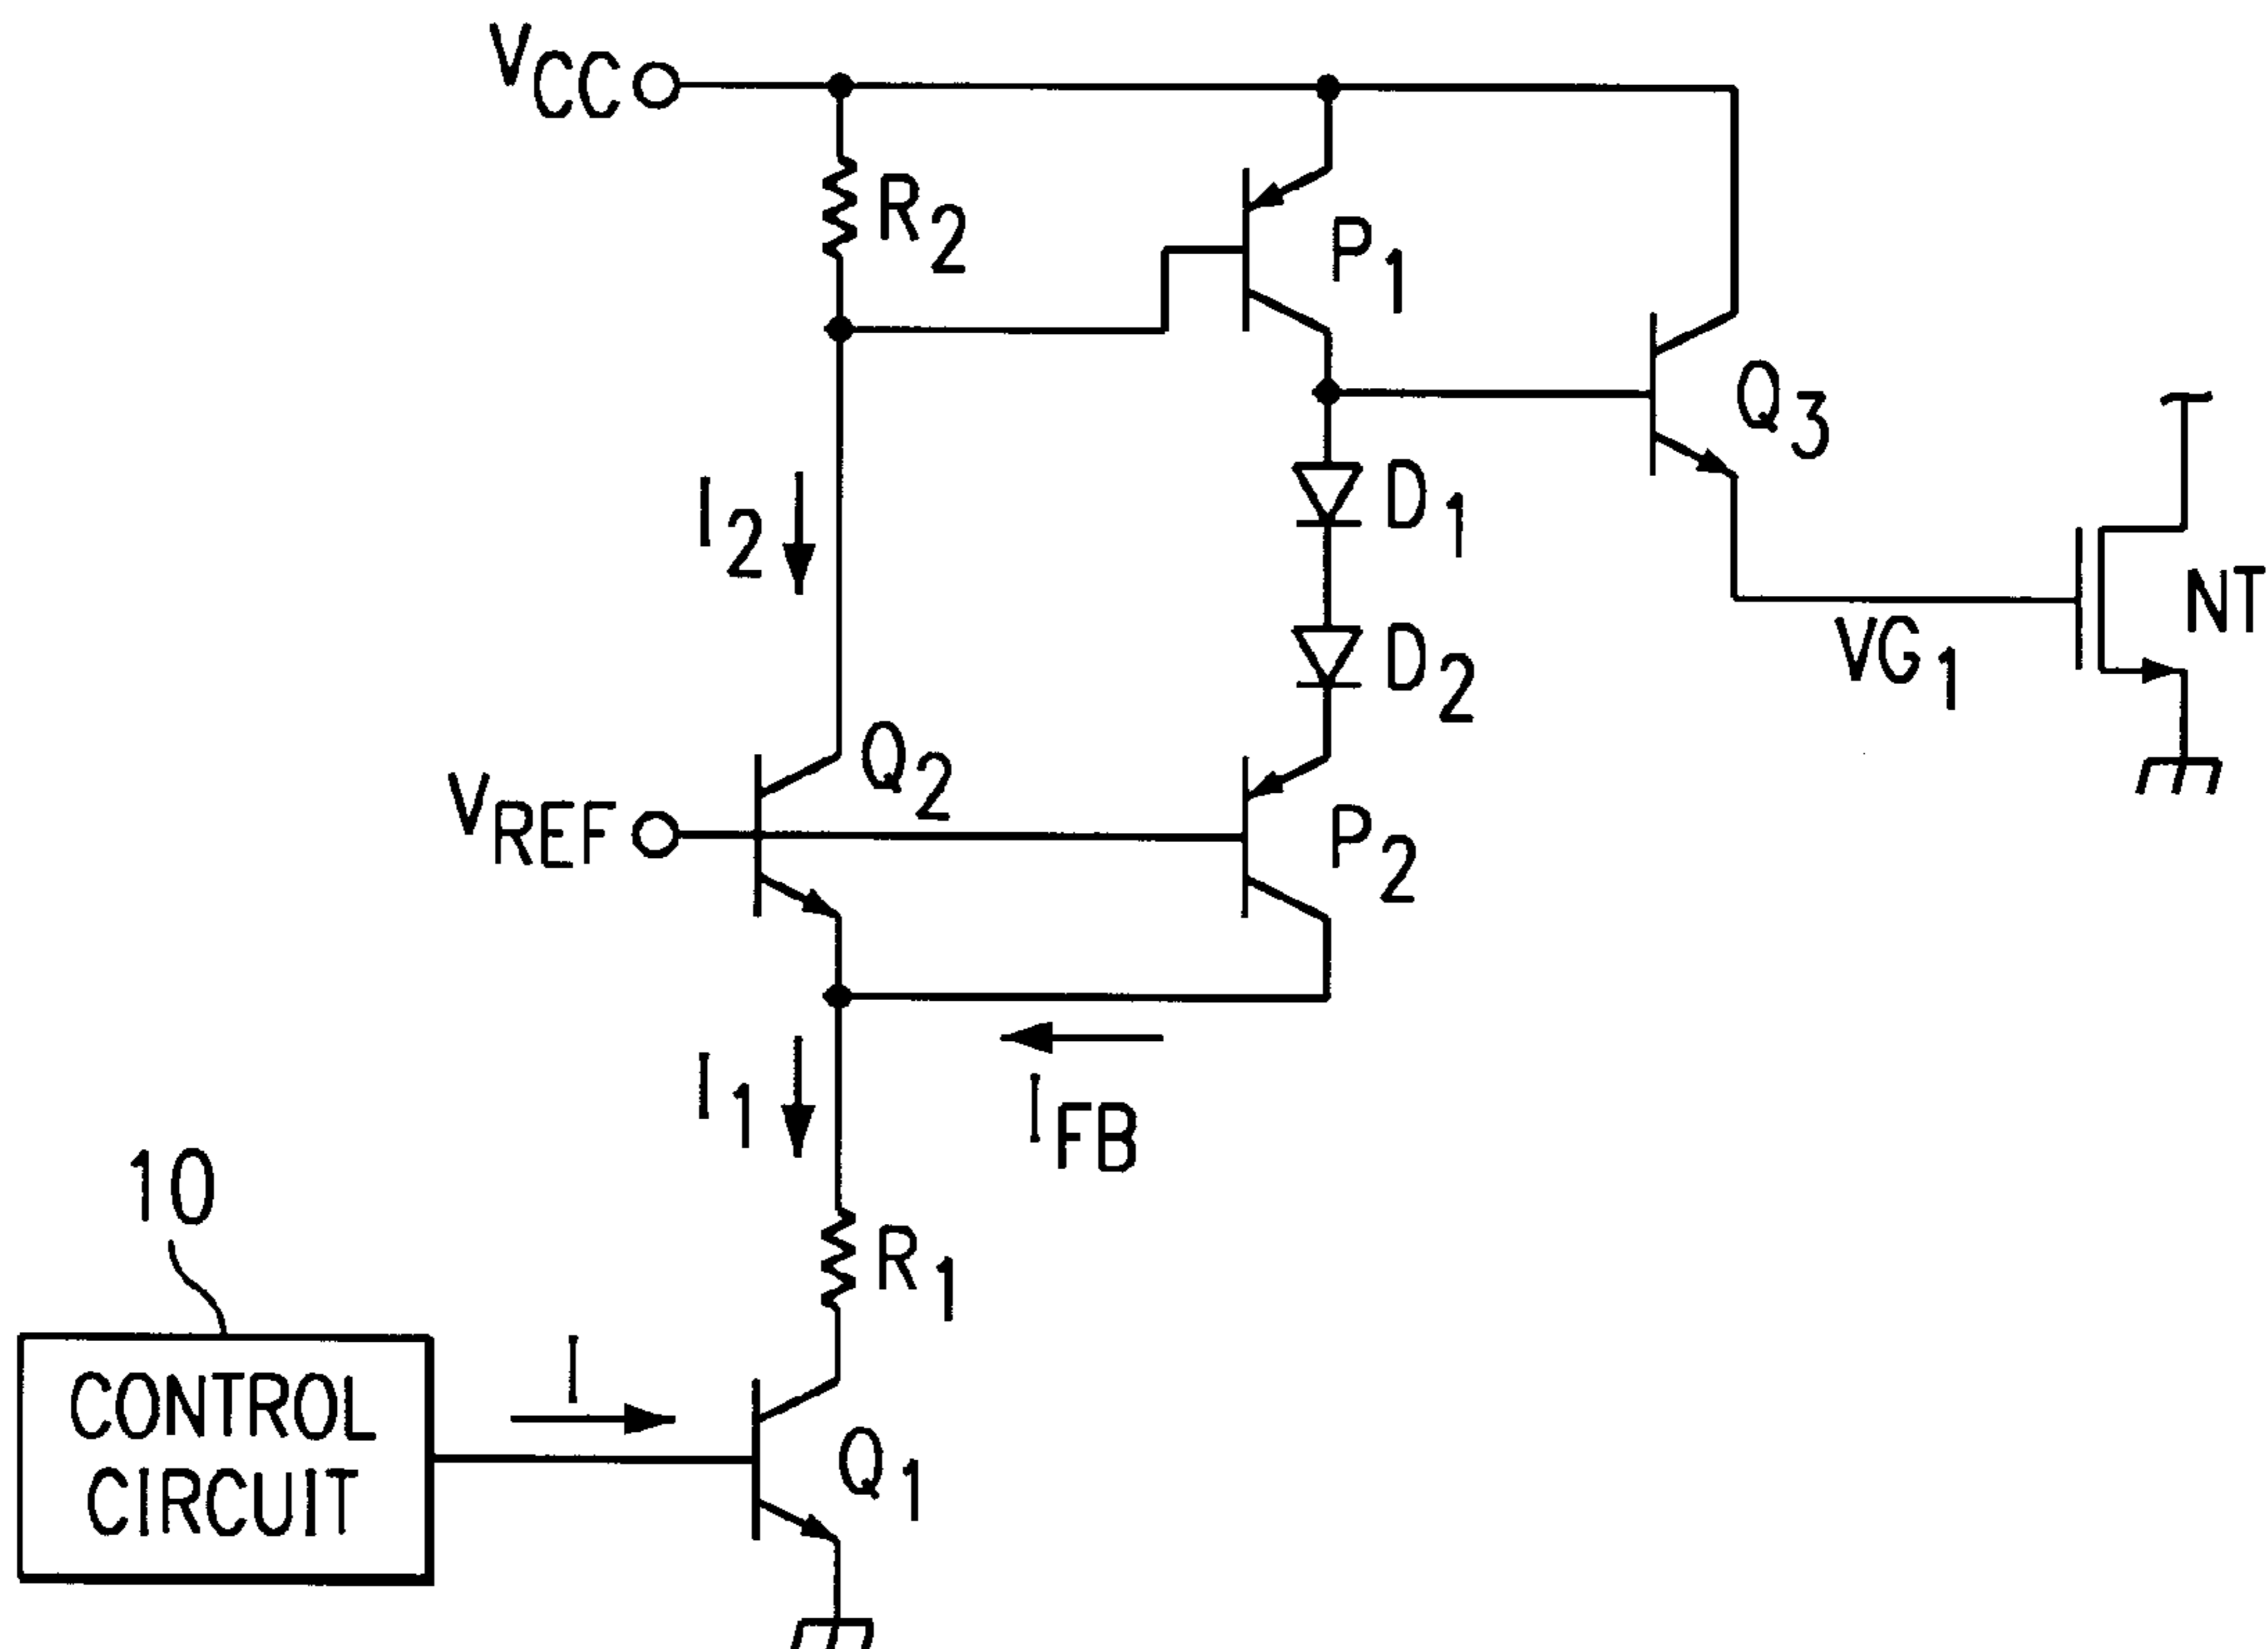 VCC
R2
P1
Q3
I2
D1
NT
D2
VG1
Q2
VREF
P2
I1
IFB
10
R1
I
CONTROL
CIRCUIT
Q1